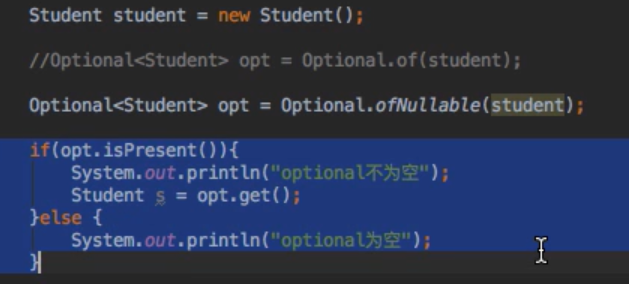 Student student = new Student();
//Optional<Student> opt = Optional.of(student);
Optional<Student> opt = Optional.ofNullable(student);
if(opt.isPresent()){
System.out.println("optional不为空");
Student s = opt.get();
}else {
System.out.println("optional为空");
}